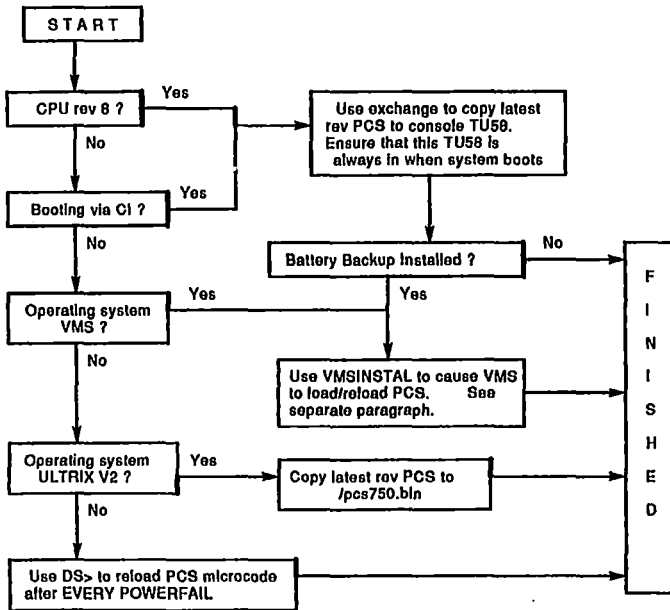 START
CPU rev 8 ?
Yes
No
Use exchange to copy latest
rev PCS to console TU58.
Ensure that this TU58 is
always in when system boots
Booting via CI ?
Yes
No
Battery Backup Installed ?
No
Yes
Operating system
VMS ?
Yes
No
Use VMSINSTAL to cause VMS
to load/reload PCS. See
separate paragraph.
Operating system
ULTRIX V2 ?
Yes
No
Copy latest rev PCS to
/pcs750.bin
Use DS> to reload PCS microcode
after EVERY POWERFAIL
F
I
N
I
S
H
E
D